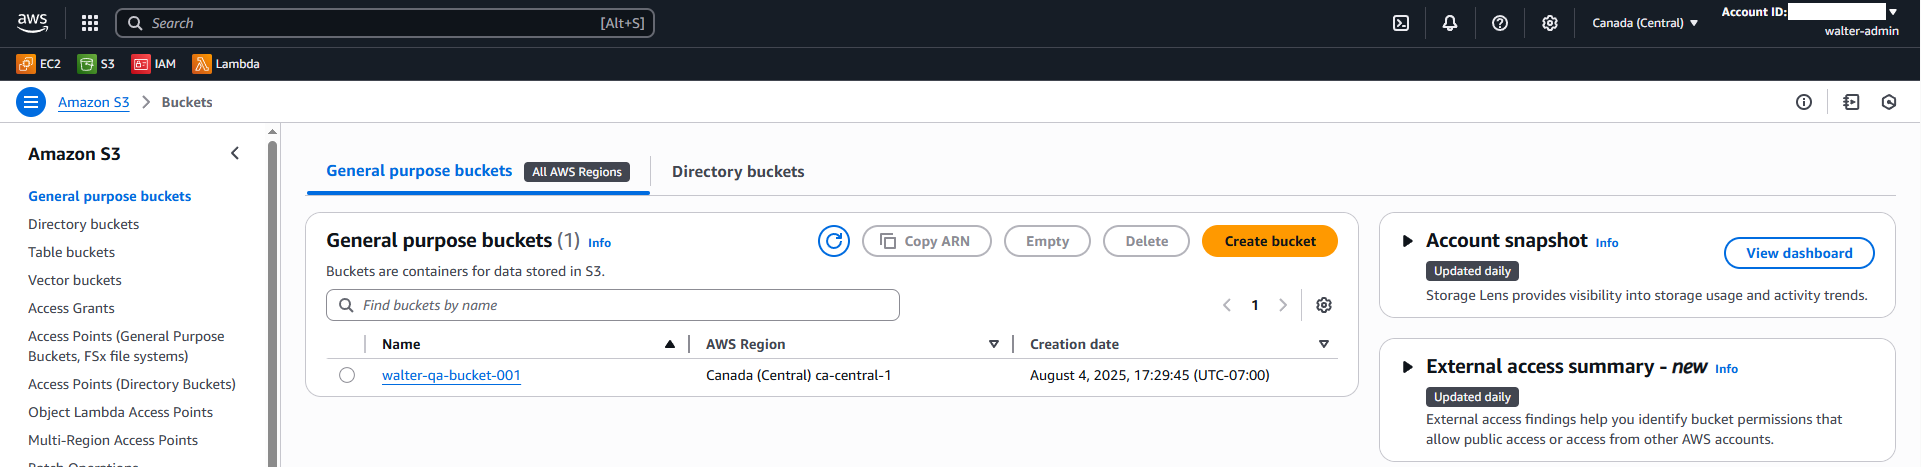 aws
Search [Alt+S]
Canada (Central)
Account ID:
walter-admin
EC2 S3 IAM Lambda
Amazon S3 > Buckets
Amazon S3
General purpose buckets
Directory buckets
Table buckets
Vector buckets
Access Grants
Access Points (General Purpose
Buckets, FSx file systems)
Access Points (Directory Buckets)
Object Lambda Access Points
Multi-Region Access Points
Batch Operations
General purpose buckets All AWS Regions Directory buckets
General purpose buckets (1) Info
Copy ARN Empty Delete Create bucket
Buckets are containers for data stored in S3.
Find buckets by name
1
Name AWS Region Creation date
walter-qa-bucket-001 Canada (Central) ca-central-1 August 4, 2025, 17:29:45 (UTC-07:00)
Account snapshot Info
View dashboard
Updated daily
Storage Lens provides visibility into storage usage and activity trends.
External access summary - new Info
Updated daily
External access findings help you identify bucket permissions that
allow public access or access from other AWS accounts.